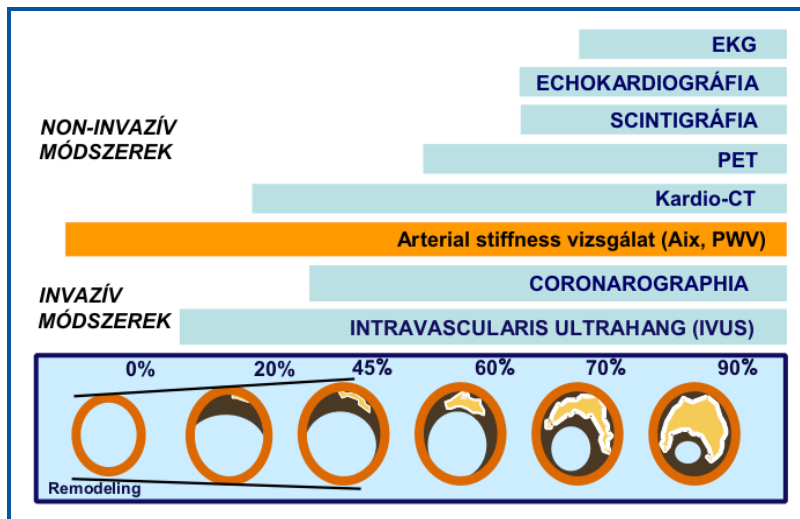 EKG
ECHOKARDIOGRÁFIA
NON-INVAZÍV
MÓDSZEREK
SCINTIGRÁFIA
PET
Kardio-CT
Arterial stiffness vizsgálat (Aix, PWV)
INVAZÍV
MÓDSZEREK
CORONAROGRAPHIA
INTRAVASCULARIS ULTRAHANG (IVUS)
0% 20% 45% 60% 70% 90%
Remodeling